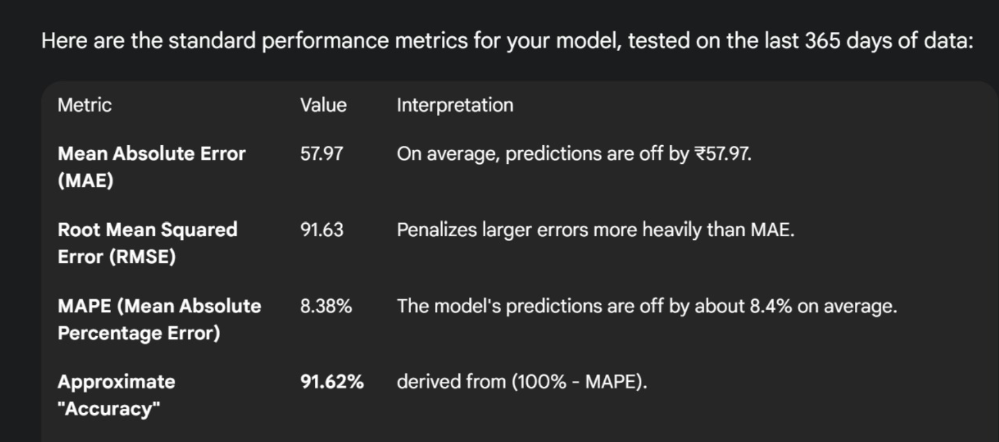 Here are the standard performance metrics for your model, tested on the last 365 days of data:
Metric Value Interpretation
Mean Absolute Error 57.97 On average, predictions are off by ₹57.97.
(MAE)
Root Mean Squared 91.63 Penalizes larger errors more heavily than MAE.
Error (RMSE)
MAPE (Mean Absolute 8.38% The model's predictions are off by about 8.4% on average.
Percentage Error)
Approximate 91.62% derived from (100% - MAPE).
"Accuracy"